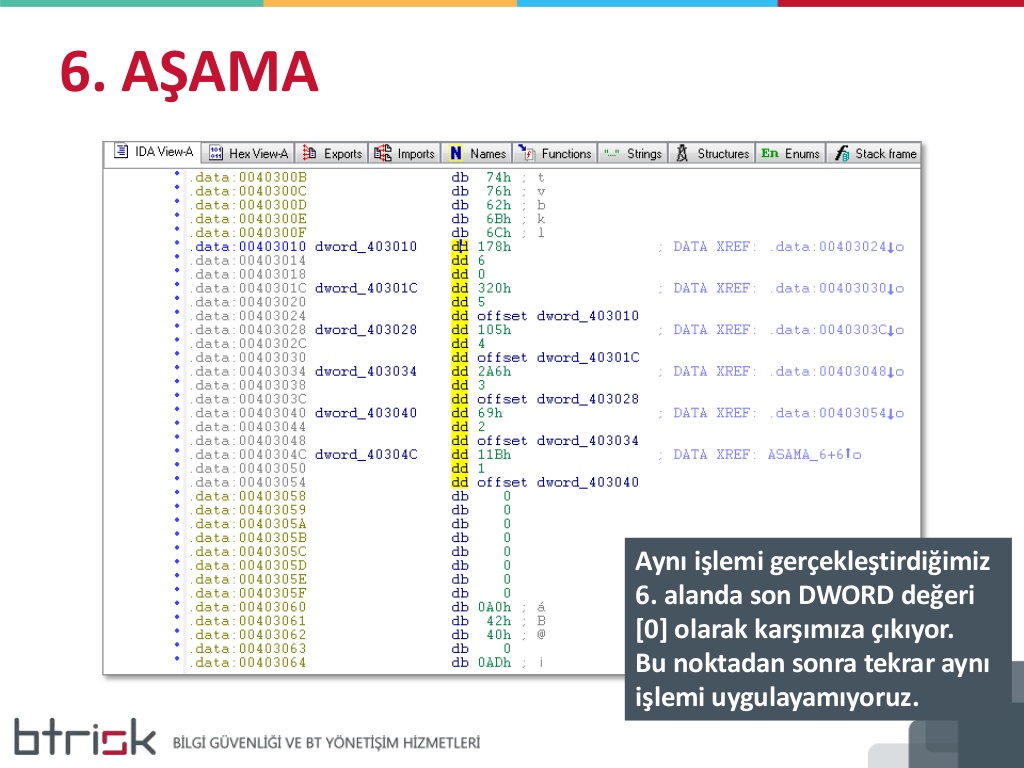 6. AŞAMA
IDA View-A Hex View-A Exports Imports N Names Functions "..." Strings Structures En Enums Stack frame
.data:0040300B db 74h ; t
.data:0040300C db 76h ; v
.data:0040300D db 62h ; b
.data:0040300E db 6Bh ; k
.data:0040300F db 6Ch ; l
.data:00403010 dword_403010 dd 178h ; DATA XREF: .data:00403024↓o
.data:00403014 dd 6
.data:00403018 dd 0
.data:0040301C dword_40301C dd 320h ; DATA XREF: .data:00403030↓o
.data:00403020 dd 5
.data:00403024 dd offset dword_403010
.data:00403028 dword_403028 dd 105h ; DATA XREF: .data:0040303C↓o
.data:0040302C dd 4
.data:00403030 dd offset dword_40301C
.data:00403034 dword_403034 dd 2A6h ; DATA XREF: .data:00403048↓o
.data:00403038 dd 3
.data:0040303C dd offset dword_403028
.data:00403040 dword_403040 dd 69h ; DATA XREF: .data:00403054↓o
.data:00403044 dd 2
.data:00403048 dd offset dword_403034
.data:0040304C dword_40304C dd 11Bh ; DATA XREF: ASAMA_6+6↑o
.data:00403050 dd 1
.data:00403054 dd offset dword_403040
.data:00403058 db 0
.data:00403059 db 0
.data:0040305A db 0
.data:0040305B db 0
.data:0040305C db 0
.data:0040305D db 0
.data:0040305E db 0
.data:0040305F db 0
.data:00403060 db 0A0h ; á
.data:00403061 db 42h ; B
.data:00403062 db 40h ; @
.data:00403063 db 0
.data:00403064 db 0ADh ; i
Aynı işlemi gerçekleştirdiğimiz
6. alanda son DWORD değeri
[0] olarak karşımıza çıkıyor.
Bu noktadan sonra tekrar aynı
işlemi uygulayamıyoruz.
btrisk BİLGİ GÜVENLİĞİ VE BT YÖNETİŞİM HİZMETLERİ